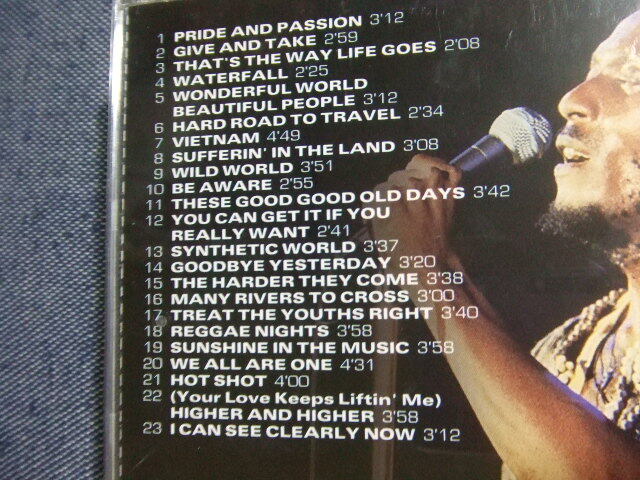 1 PRIDE AND PASSION 3'12
2 GIVE AND TAKE 2'59
3 THAT'S THE WAY LIFE GOES 2'08
4 WATERFALL 2'25
5 WONDERFUL WORLD
BEAUTIFUL PEOPLE 3'12
6 HARD ROAD TO TRAVEL 2'34
7 VIETNAM 4'49
8 SUFFERIN' IN THE LAND 3'08
9 WILD WORLD 3'51
10 BE AWARE 2'55
11 THESE GOOD GOOD OLD DAYS 3'42
12 YOU CAN GET IT IF YOU
REALLY WANT 2'41
13 SYNTHETIC WORLD 3'37
14 GOODBYE YESTERDAY 3'20
15 THE HARDER THEY COME 3'38
16 MANY RIVERS TO CROSS 3'00
17 TREAT THE YOUTHS RIGHT 3'40
18 REGGAE NIGHTS 3'58
19 SUNSHINE IN THE MUSIC 3'58
20 WE ALL ARE ONE 4'31
21 HOT SHOT 4'00
22 (Your Love Keeps Liftin' Me)
HIGHER AND HIGHER 3'58
23 I CAN SEE CLEARLY NOW 3'12